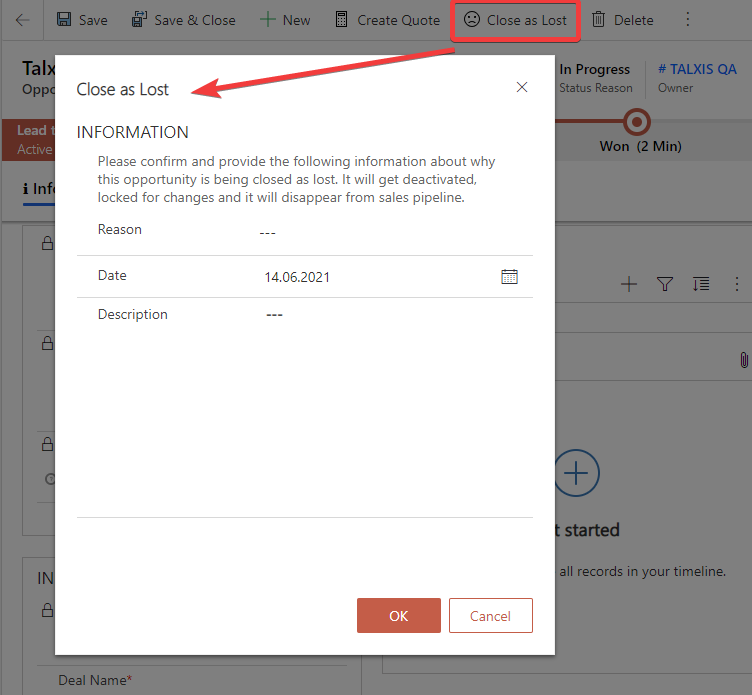 Save
Save & Close
New
Create Quote
Close as Lost
Delete
Talx
Oppo
In Progress
Status Reason
# TALXIS QA
Owner
Lead t
Active
Won (2 Min)
Info
Close as Lost
INFORMATION
Please confirm and provide the following information about why
this opportunity is being closed as lost. It will get deactivated,
locked for changes and it will disappear from sales pipeline.
Reason
---
Date
14.06.2021
Description
---
t started
all records in your timeline.
IN
OK
Cancel
Deal Name*